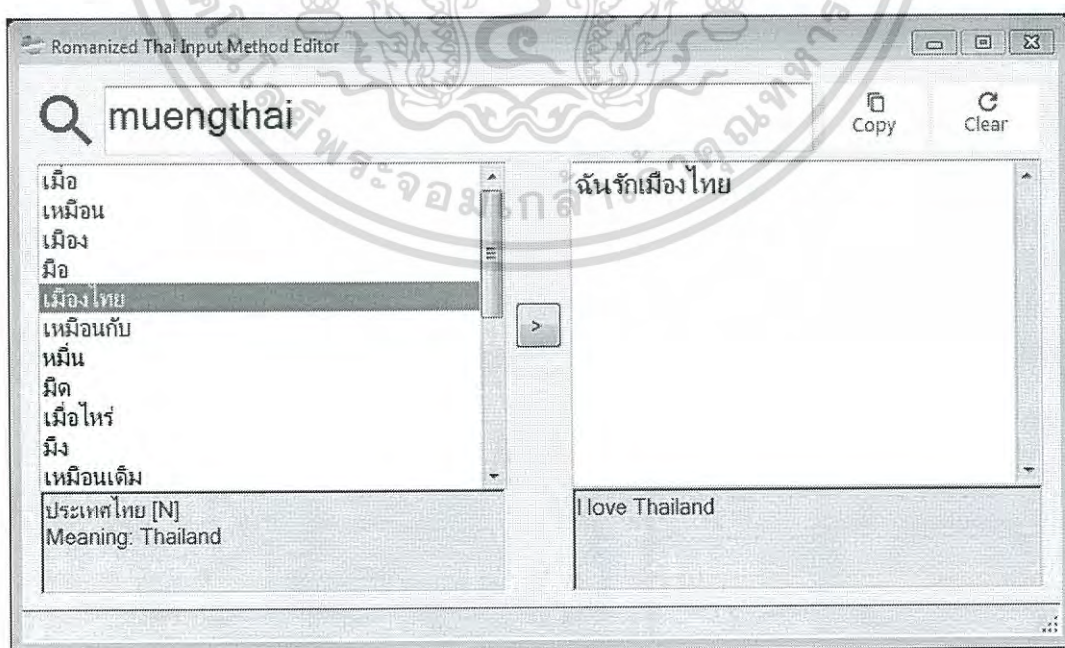 Romanized Thai Input Method Editor
muengthai
Copy
Clear
เมื่อ
เหมือน
เมือง
มือ
เมืองไทย
เหมือนกับ
หมื่น
มืด
เมื่อไหร่
มึง
เหมือนเดิม
ประเทศไทย [N]
Meaning: Thailand
>
ฉันรักเมืองไทย
I love Thailand